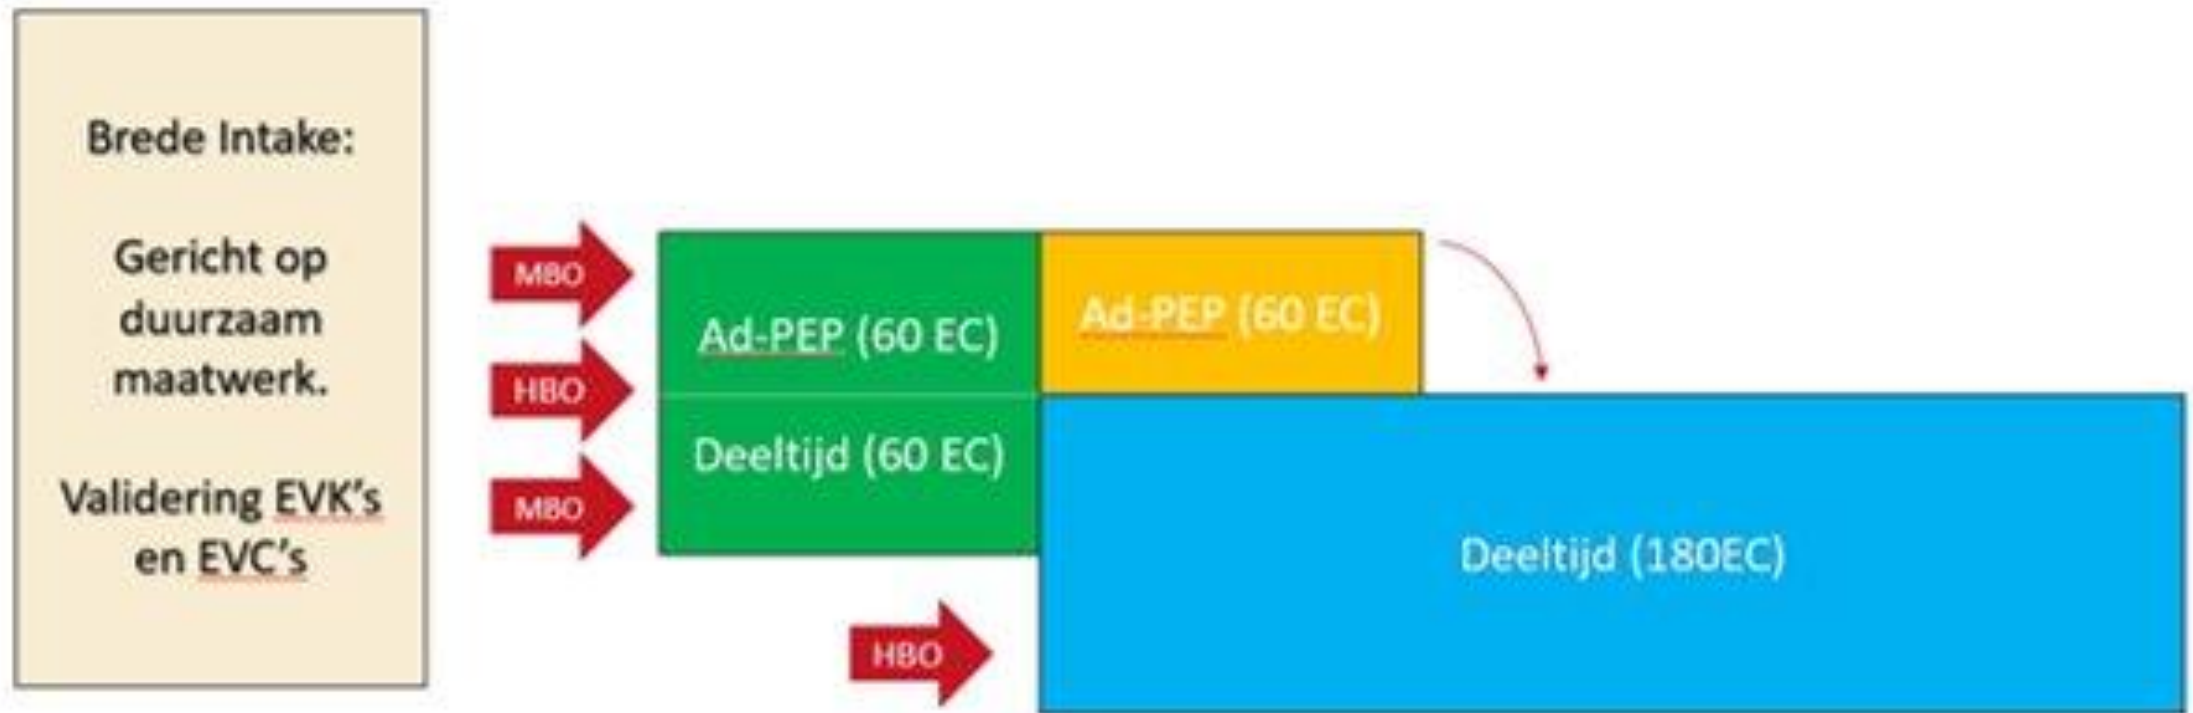 Brede Intake:
Gericht op
duurzaam
maatwerk.
Validering EVK's
en EVC's
MBO
HBO
MBO
HBO
Ad-PEP (60 EC)
Deeltijd (60 EC)
Ad-PEP (60 EC)
Deeltijd (180EC)